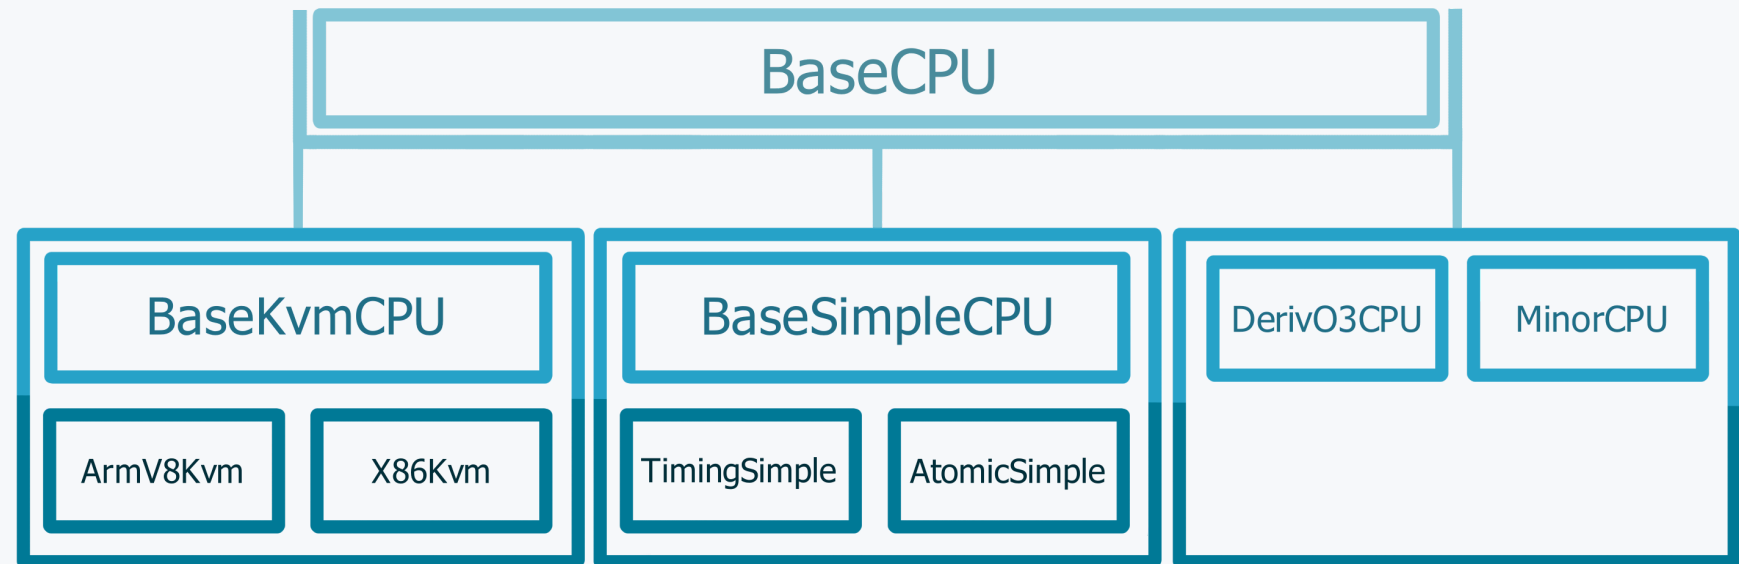 BaseCPU
BaseKvmCPU
BaseSimpleCPU
DerivO3CPU
MinorCPU
ArmV8Kvm
X86Kvm
TimingSimple
AtomicSimple